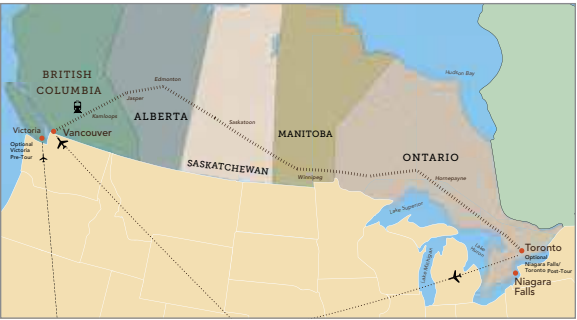 BRITISH
COLUMBIA
Edmonton
Jasper
Kamloops
ALBERTA
Saskatoon
Hudson Bay
Victoria
Vancouver
Optional
Victoria
Pre-Tour
MANITOBA
SASKATCHEWAN
Winnipeg
ONTARIO
Hornepayne
Lake Superior
Lake Michigan
Lake
Huron
Toronto
Optional
Niagara Falls/
Toronto Post-Tour
Niagara
Falls